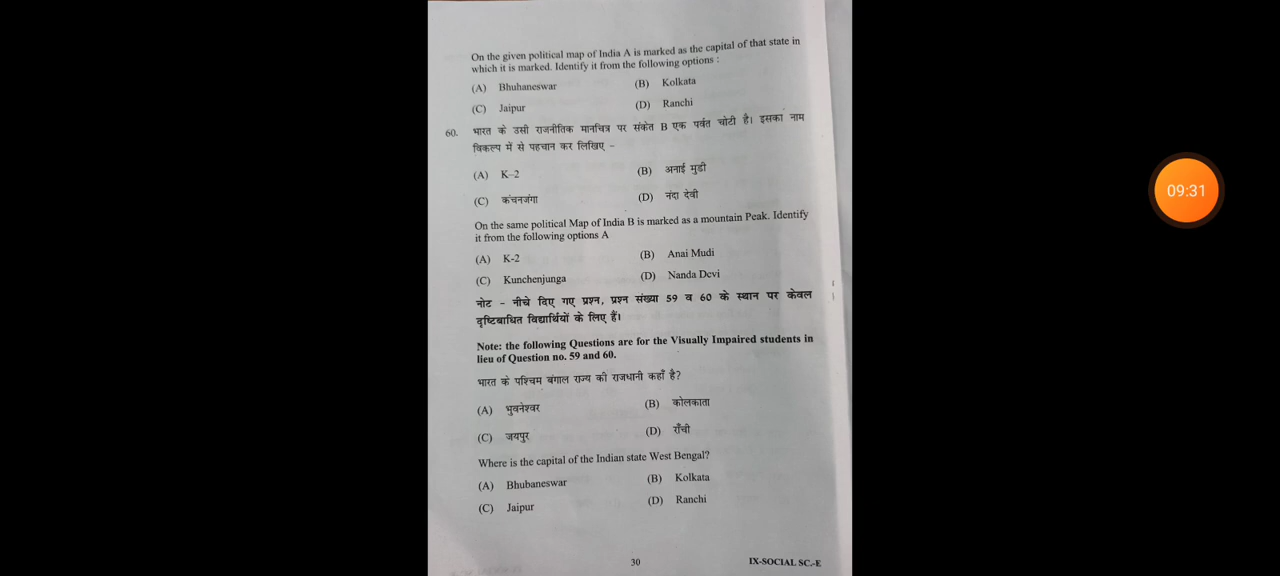 On the given political map of India A is marked as the capital of that state in
which it is marked. Identify it from the following options :
(A) Bhuhaneswar (B) Kolkata
(C) Jaipur (D) Ranchi
60. भारत के उसी राजनीतिक मानचित्र पर संकेत B एक पर्वत चोटी है। इसका नाम
विकल्प में से पहचान कर लिखिए -
(A) K-2 (B) अनाई मुडी
(C) कंचनजंगा (D) नंदा देवी
On the same political Map of India B is marked as a mountain Peak. Identify
it from the following options A
(A) K-2 (B) Anai Mudi
(C) Kunchenjunga (D) Nanda Devi
नोट - नीचे दिए गए प्रश्न, प्रश्न संख्या 59 व 60 के स्थान पर केवल
दृष्टिबाधित विद्यार्थियों के लिए हैं।
Note: the following Questions are for the Visually Impaired students in
lieu of Question no. 59 and 60.
भारत के पश्चिम बंगाल राज्य की राजधानी कहाँ है?
(A) भुवनेश्वर (B) कोलकाता
(C) जयपुर (D) राँची
Where is the capital of the Indian state West Bengal?
(A) Bhubaneswar (B) Kolkata
(C) Jaipur (D) Ranchi
30 IX-SOCIAL SC.-E
09:31